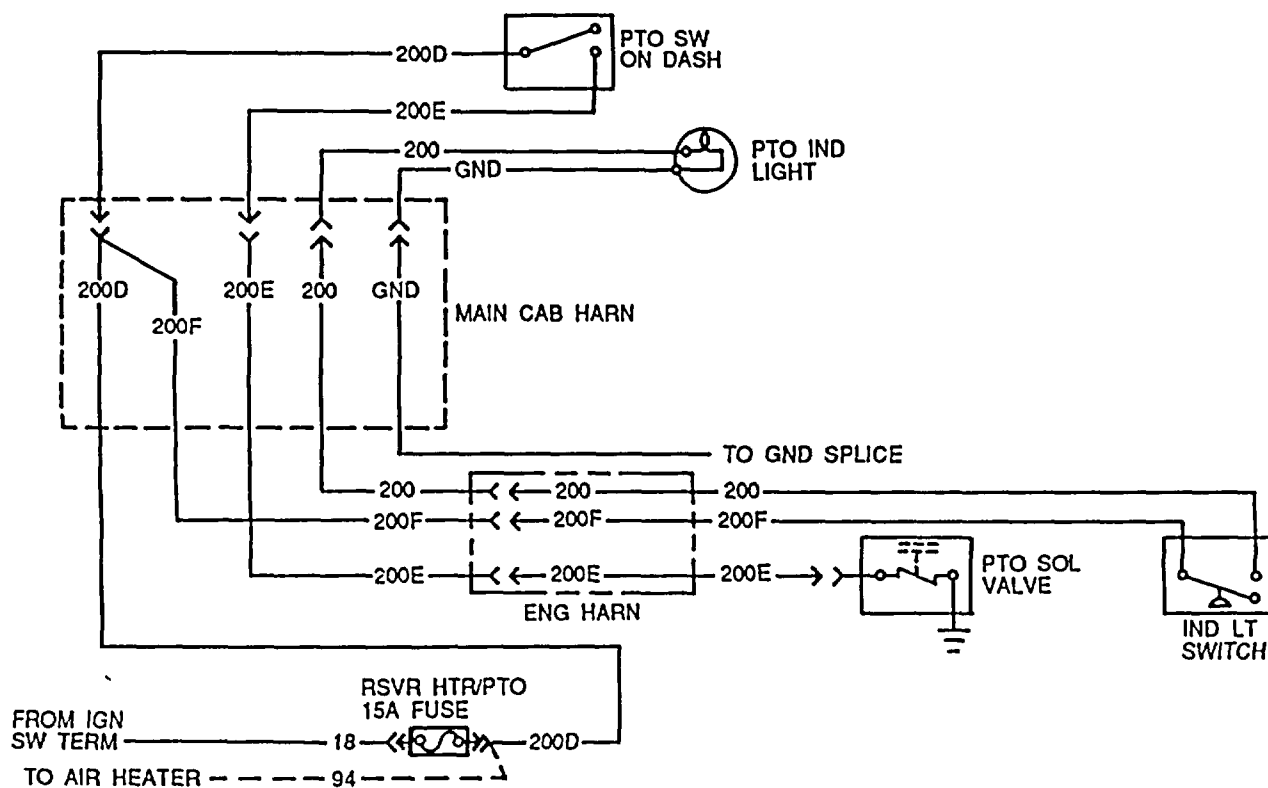 200D
PTO SW
ON DASH
200E
200
PTO IND
LIGHT
GND
200D
200E
200
GND
MAIN CAB HARN
200F
TO GND SPLICE
200
200
200
200F
200F
200F
200E
200E
200E
PTO SOL
VALVE
ENG HARN
IND LT
SWITCH
RSVR HTR/PTO
15A FUSE
FROM IGN
SW TERM
18
200D
TO AIR HEATER
94